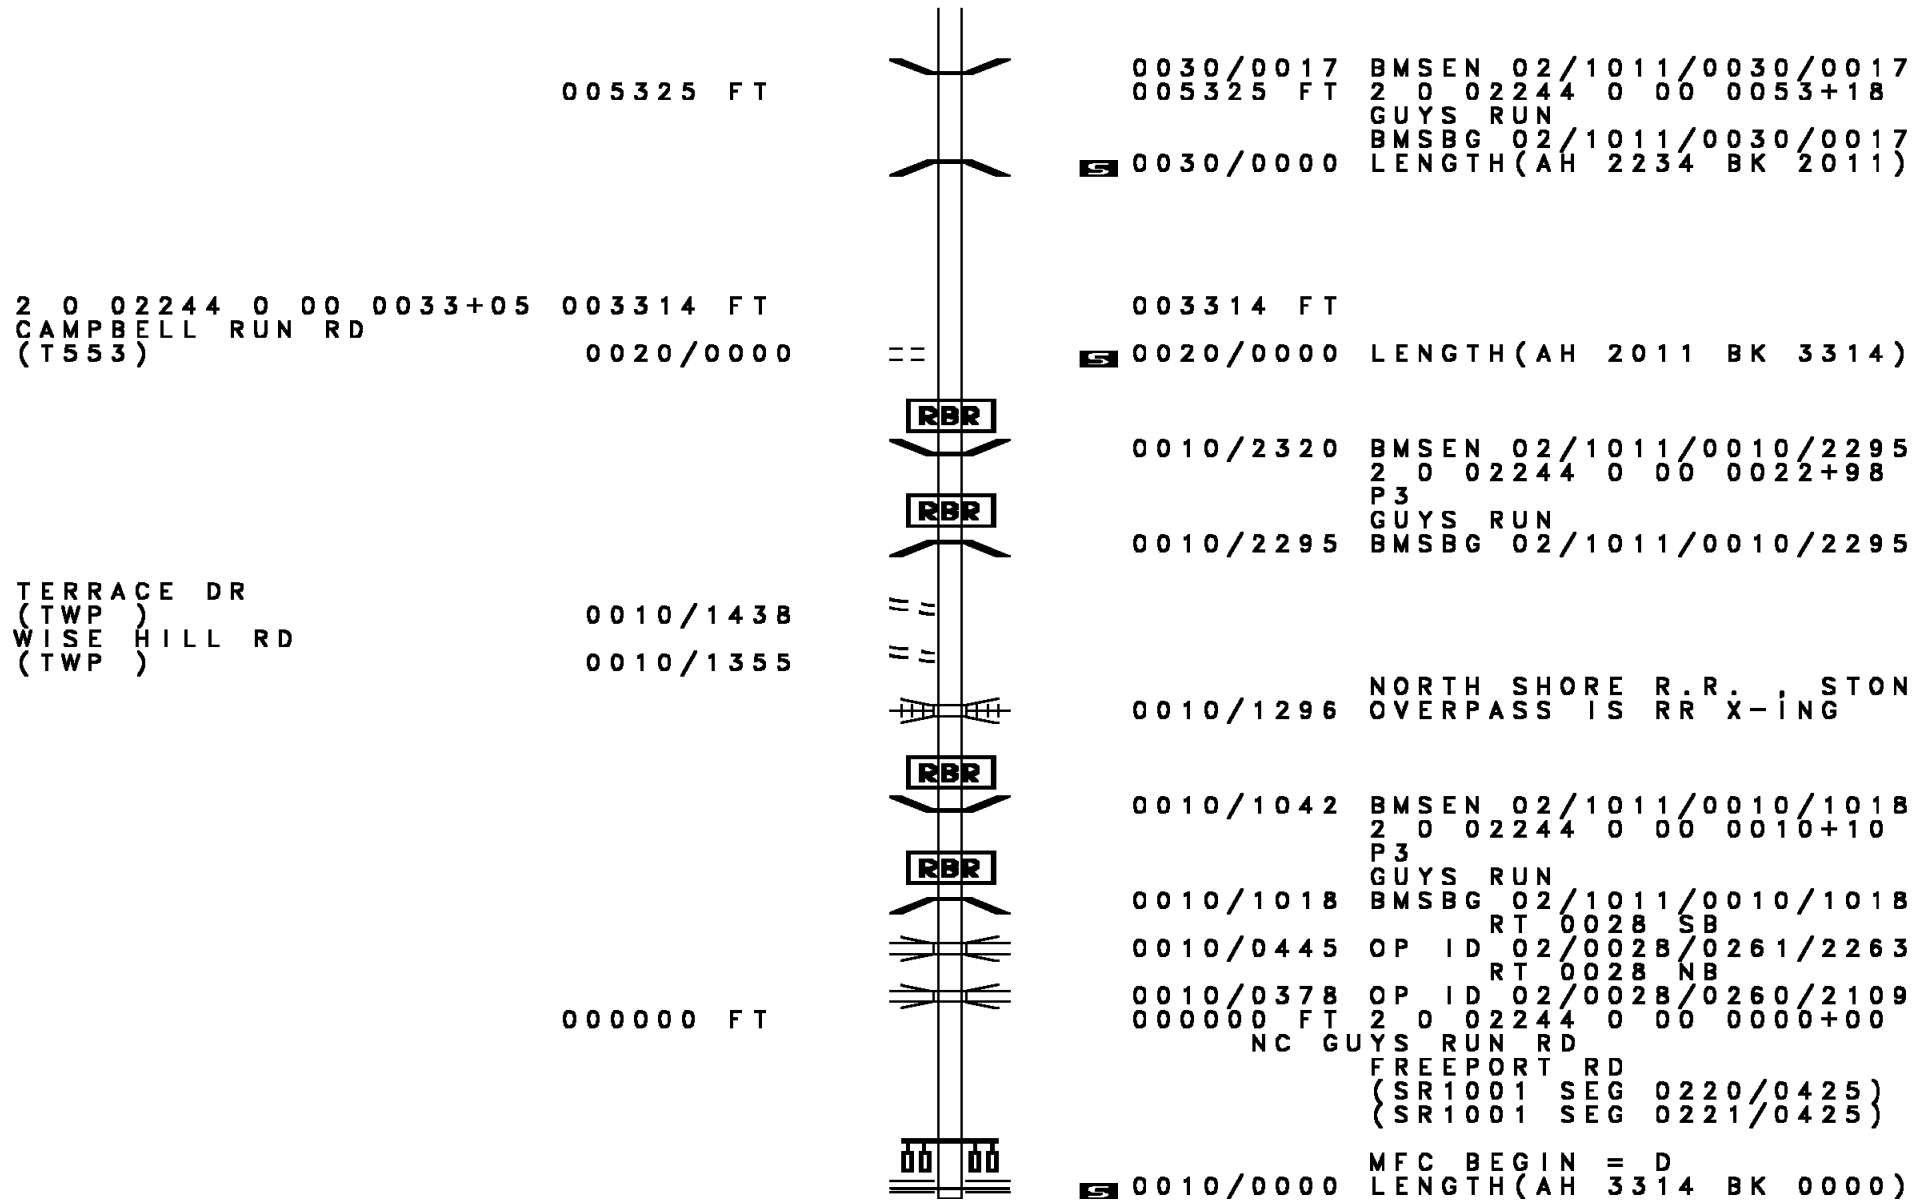 0030/0017 BMSEN 02/1011/0030/0017
005325 FT 005325 FT 2 0 02244 0 00 0053+18
GUYS RUN
BMSBG 02/1011/0030/0017
S 0030/0000 LENGTH(AH 2234 BK 2011)
2 0 02244 0 00 0033+05 003314 FT 003314 FT
CAMPBELL RUN RD
(T553) 0020/0000 S 0020/0000 LENGTH(AH 2011 BK 3314)
RBR
0010/2320 BMSEN 02/1011/0010/2295
2 0 02244 0 00 0022+98
P3
RBR
GUYS RUN
0010/2295 BMSBG 02/1011/0010/2295
TERRACE DR
(TWP ) 0010/1438
WISE HILL RD
(TWP ) 0010/1355
NORTH SHORE R.R. , STON
0010/1296 OVERPASS IS RR X-ING
RBR
0010/1042 BMSEN 02/1011/0010/1018
2 0 02244 0 00 0010+10
P3
RBR
GUYS RUN
0010/1018 BMSBG 02/1011/0010/1018
RT 0028 SB
0010/0445 OP ID 02/0028/0261/2263
RT 0028 NB
0010/0378 OP ID 02/0028/0260/2109
000000 FT 000000 FT 2 0 02244 0 00 0000+00
NC GUYS RUN RD
FREEPORT RD
(SR1001 SEG 0220/0425)
(SR1001 SEG 0221/0425)
MFC BEGIN = D
S 0010/0000 LENGTH(AH 3314 BK 0000)